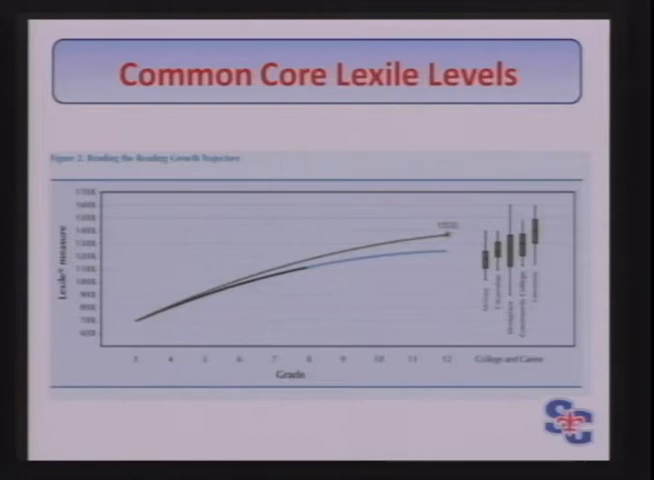 Common Core Lexile Levels
Figure 2. Bending the Reading Growth Trajectory
Lexile® measure
1700L
1600L
1500L
1400L
1300L
1200L
1100L
1000L
900L
800L
700L
600L
3 4 5 6 7 8 9 10 11 12
Grade
Military
Citizenship
Workplace
Community College
University
College and Career
SG